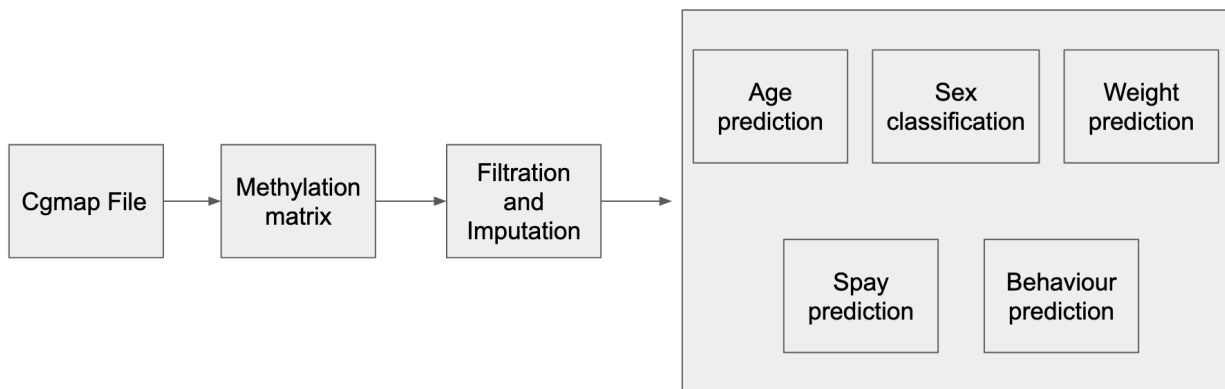 Cgmap File
Methylation
matrix
Filtration
and
Imputation
Age
prediction
Sex
classification
Weight
prediction
Spay
prediction
Behaviour
prediction